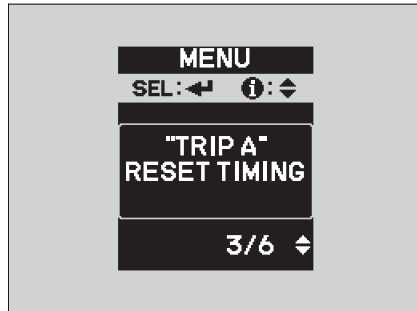 MENU
SEL: ℹ:
"TRIP A"
RESET TIMING
3/6